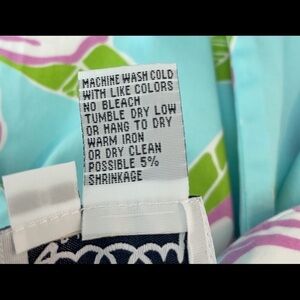 MACHINE WASH COLD
WITH LIKE COLORS
NO BLEACH
TUMBLE DRY LOW
OR HANG TO DRY
WARM IRON
OR DRY CLEAN
POSSIBLE 5%
SHRINKAGE